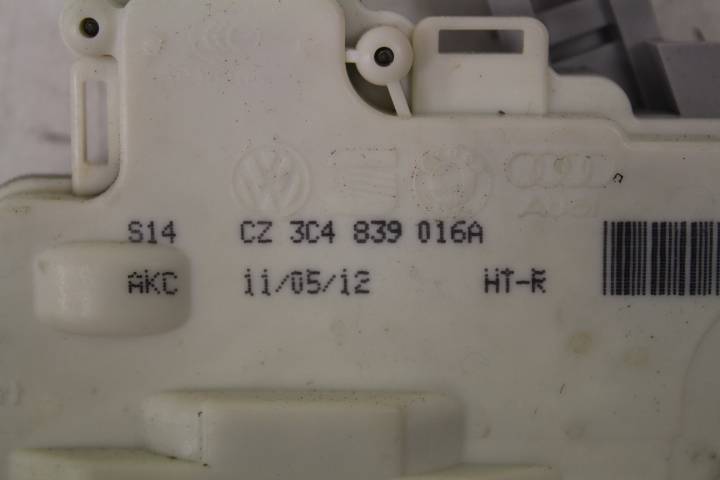 S14 CZ 3C4 839 016A
AKC 11/05/12 HT-R